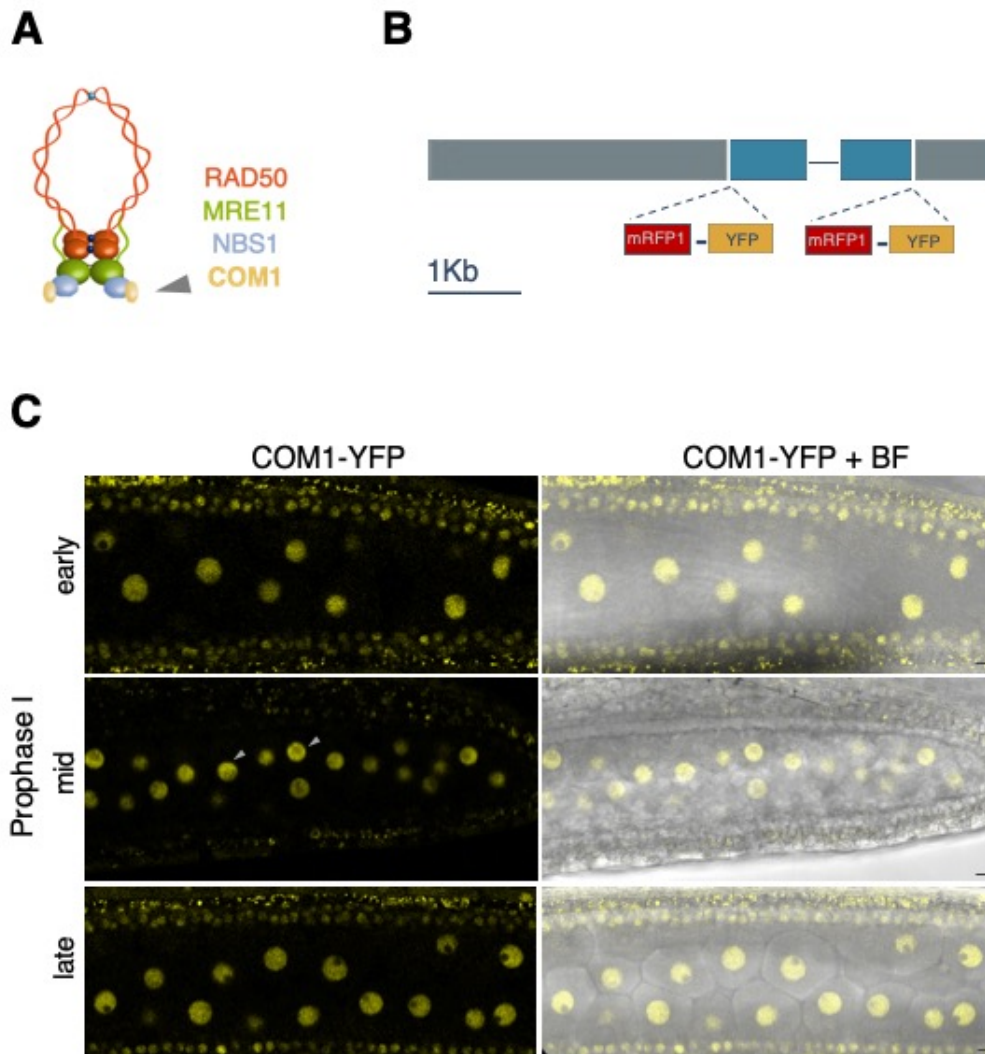 A
RAD50
MRE11
NBS1
COM1
B
mRFP1
YFP
mRFP1
YFP
1Kb
C
COM1-YFP
COM1-YFP + BF
Prophase I
early
mid
late